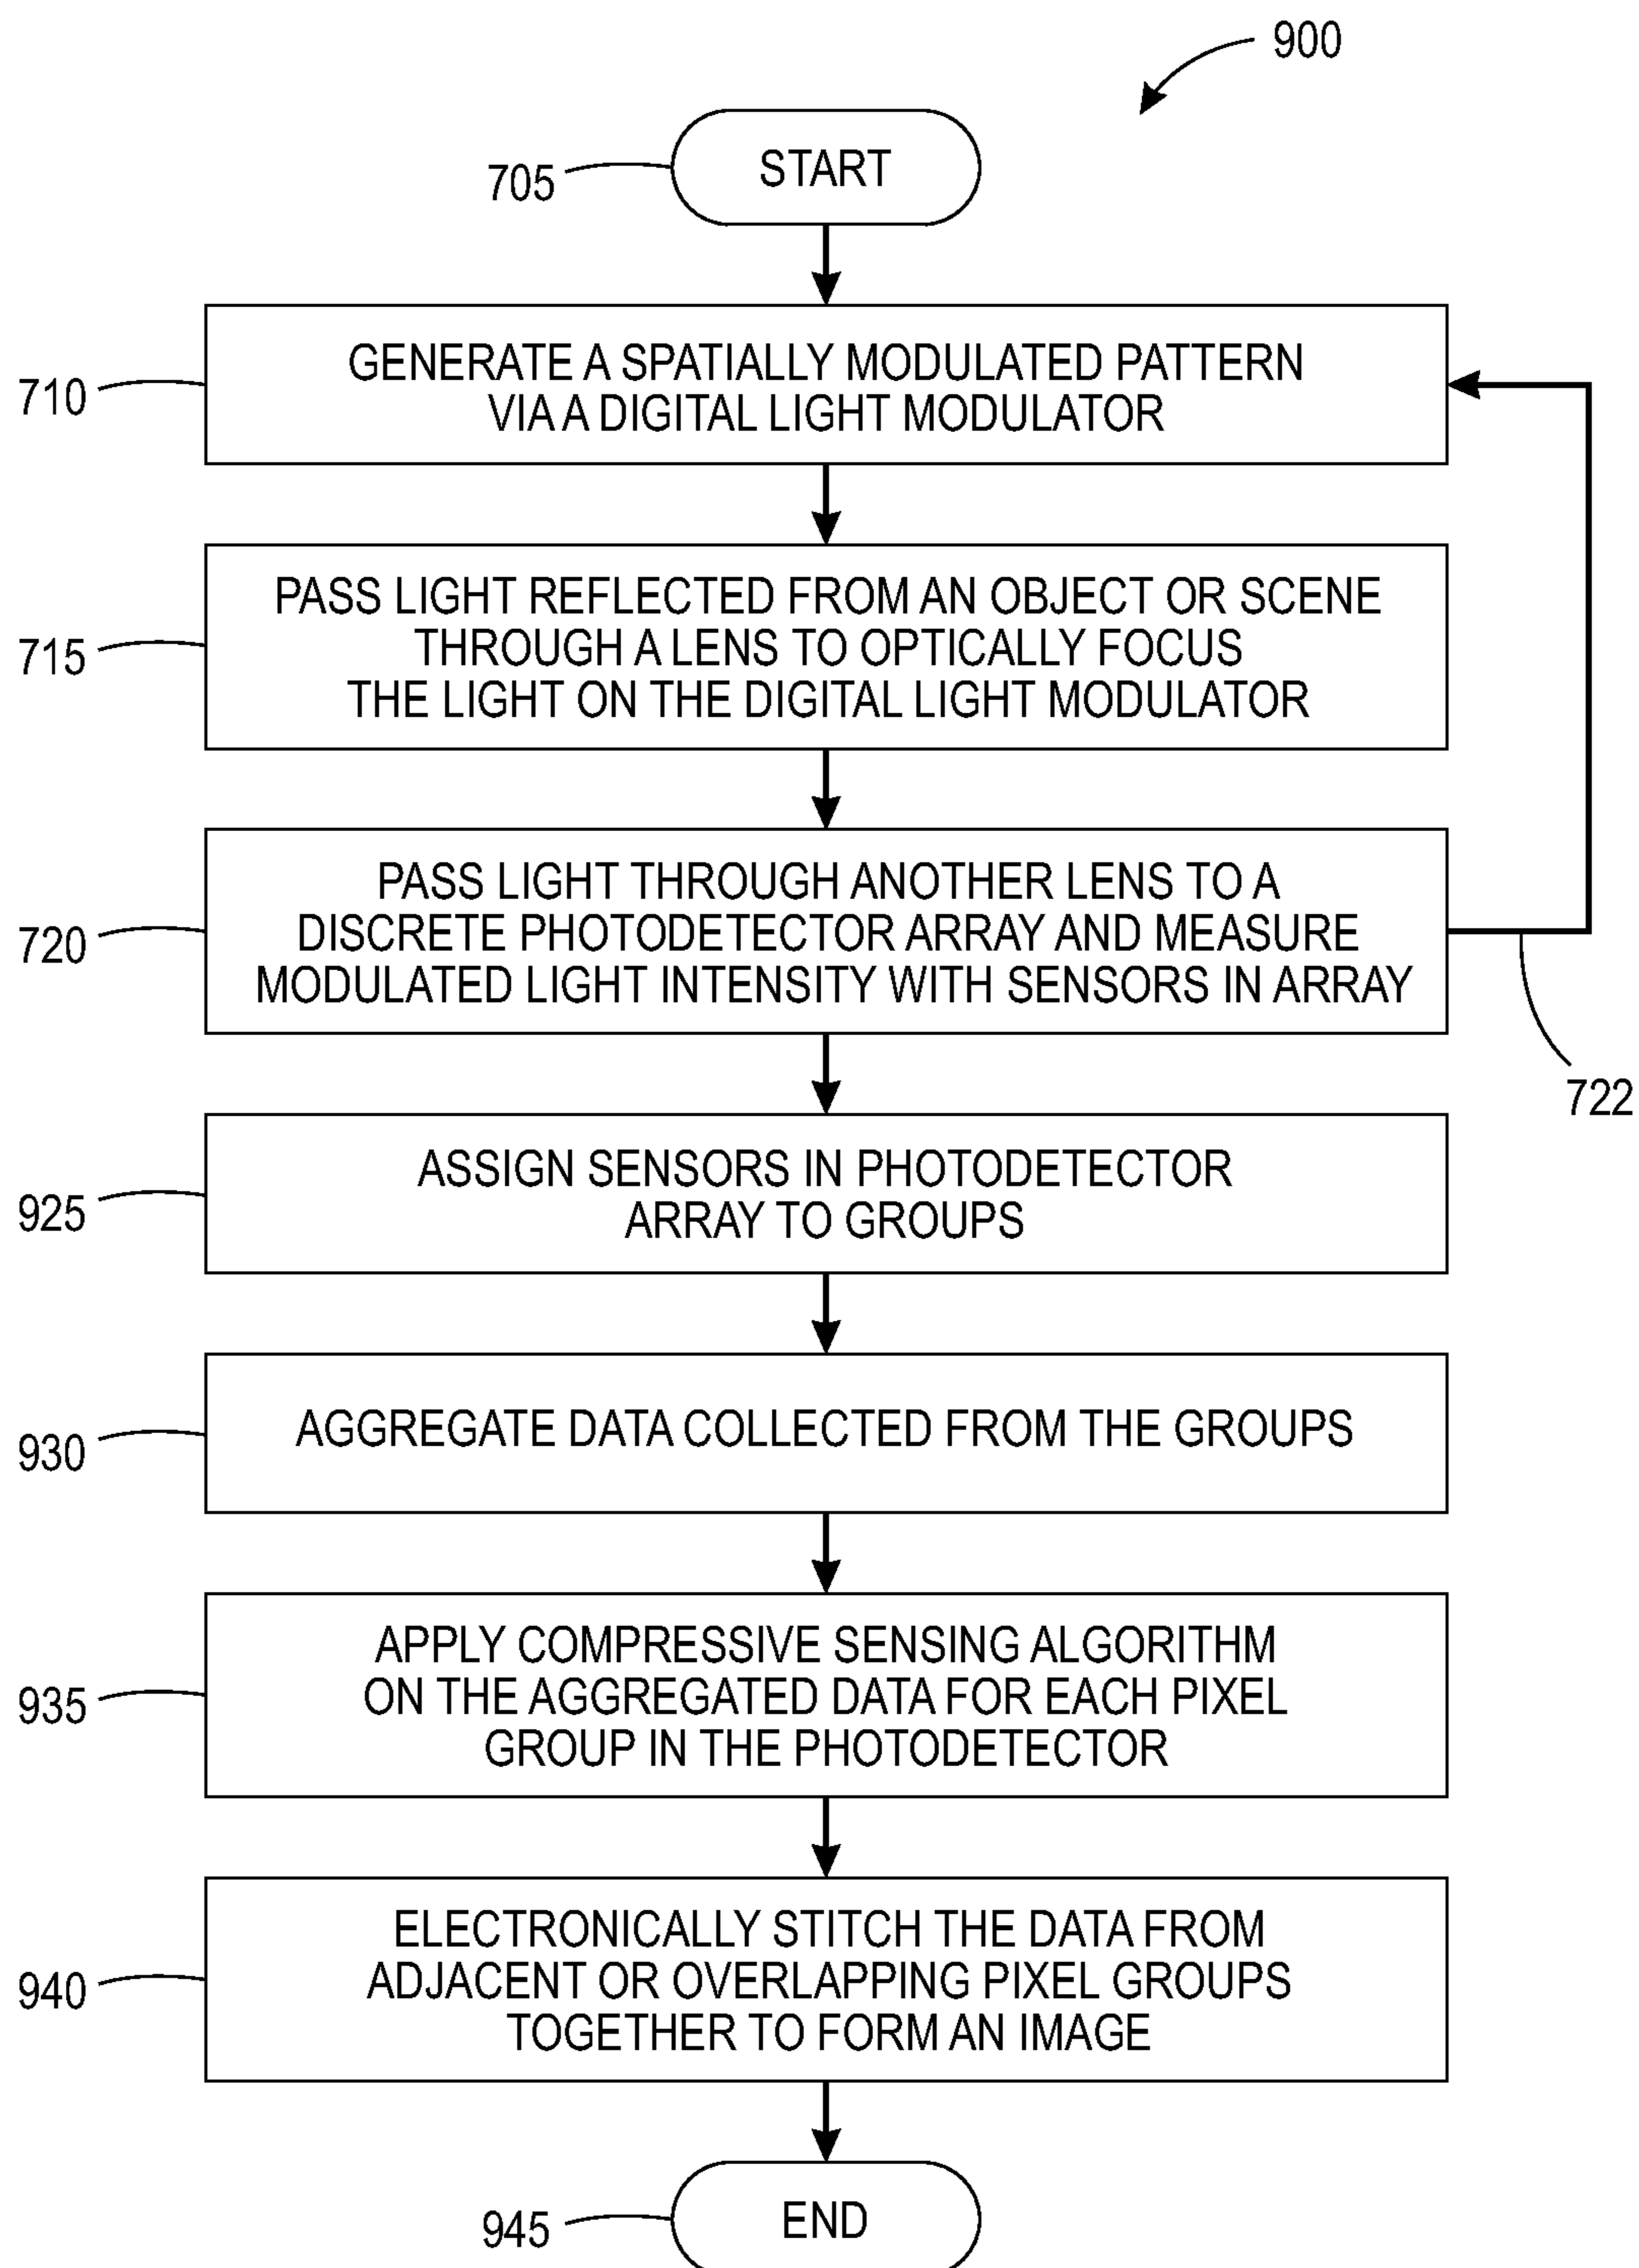 900
START
705
GENERATE A SPATIALLY MODULATED PATTERN
VIA A DIGITAL LIGHT MODULATOR
710
PASS LIGHT REFLECTED FROM AN OBJECT OR SCENE
THROUGH A LENS TO OPTICALLY FOCUS
THE LIGHT ON THE DIGITAL LIGHT MODULATOR
715
PASS LIGHT THROUGH ANOTHER LENS TO A
DISCRETE PHOTODETECTOR ARRAY AND MEASURE
MODULATED LIGHT INTENSITY WITH SENSORS IN ARRAY
720
722
ASSIGN SENSORS IN PHOTODETECTOR
ARRAY TO GROUPS
925
AGGREGATE DATA COLLECTED FROM THE GROUPS
930
APPLY COMPRESSIVE SENSING ALGORITHM
ON THE AGGREGATED DATA FOR EACH PIXEL
GROUP IN THE PHOTODETECTOR
935
ELECTRONICALLY STITCH THE DATA FROM
ADJACENT OR OVERLAPPING PIXEL GROUPS
TOGETHER TO FORM AN IMAGE
940
END
945